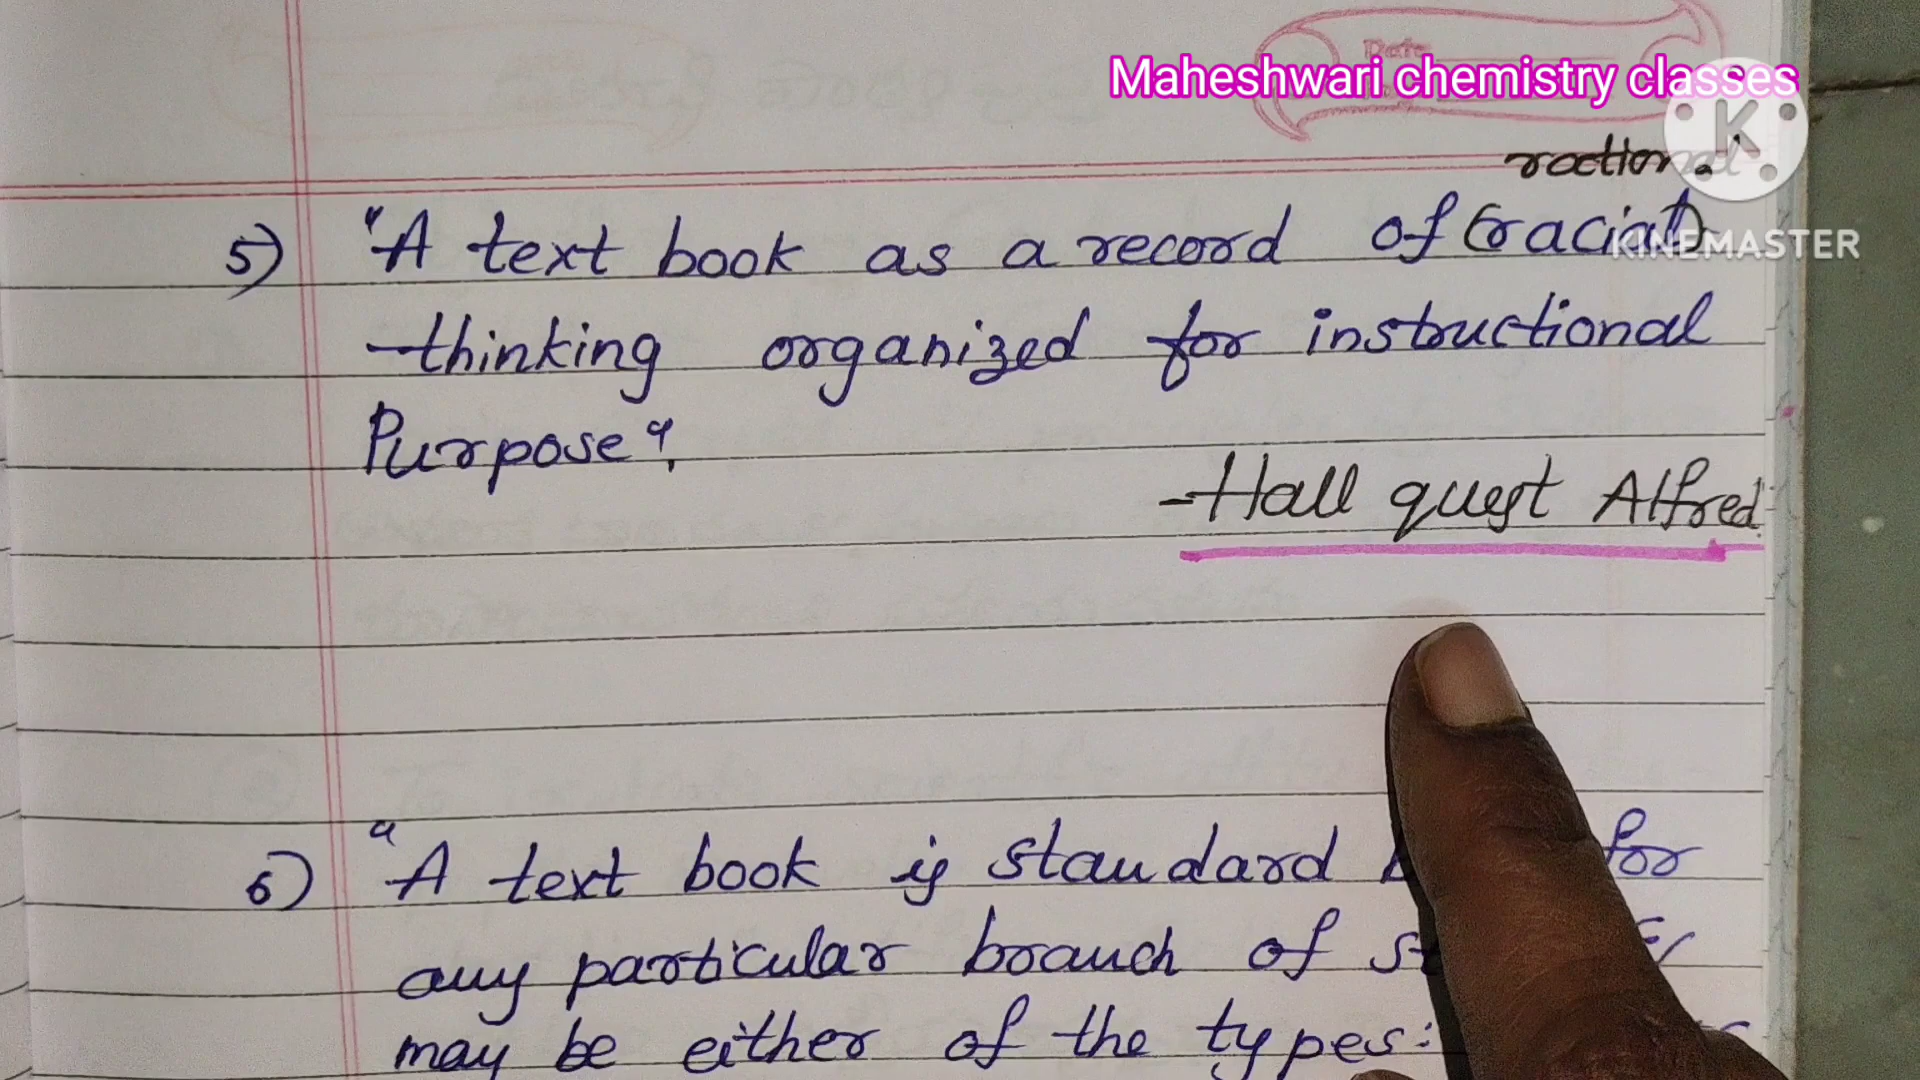 Maheshwari chemistry classes
Date
KINEMASTER
5) "A text book as a record of (racial)
thinking organized for instructional
Purpose".
-Hall quest Alfred
6) "A text book is standard for
any particular branch of
may be either of the types: